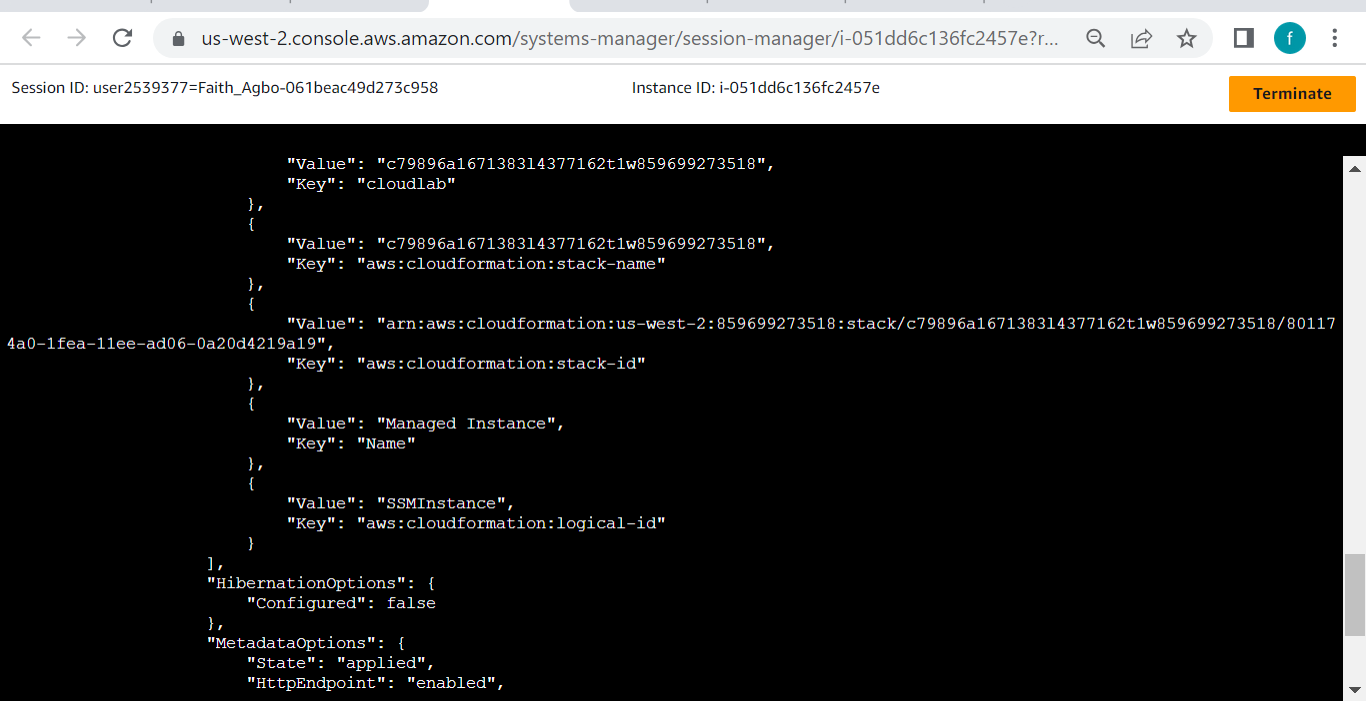 us-west-2.console.aws.amazon.com/systems-manager/session-manager/i-051dd6c136fc2457e?r...
f
Session ID: user2539377=Faith_Agbo-061beac49d273c958
Instance ID: i-051dd6c136fc2457e
Terminate
"Value": "c79896a1671383l4377162t1w859699273518",
"Key": "cloudlab"
},
{
"Value": "c79896a1671383l4377162t1w859699273518",
"Key": "aws:cloudformation:stack-name"
},
{
"Value": "arn:aws:cloudformation:us-west-2:859699273518:stack/c79896a1671383l4377162t1w859699273518/80117
4a0-1fea-11ee-ad06-0a20d4219a19",
"Key": "aws:cloudformation:stack-id"
},
{
"Value": "Managed Instance",
"Key": "Name"
},
{
"Value": "SSMInstance",
"Key": "aws:cloudformation:logical-id"
}
],
"HibernationOptions": {
"Configured": false
},
"MetadataOptions": {
"State": "applied",
"HttpEndpoint": "enabled",